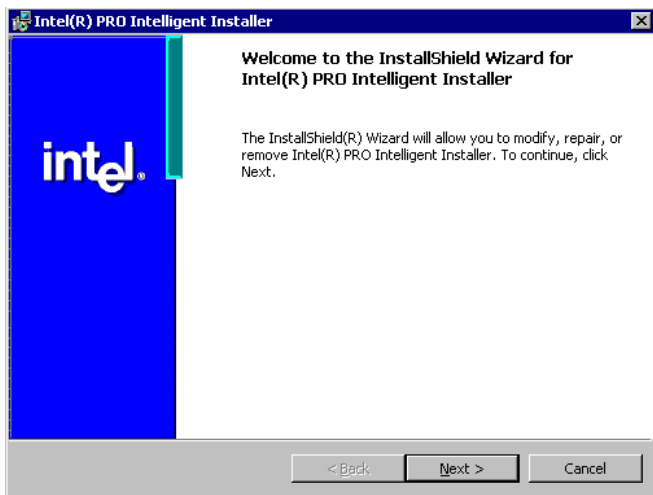 Intel(R) PRO Intelligent Installer
Welcome to the InstallShield Wizard for
Intel(R) PRO Intelligent Installer
The InstallShield(R) Wizard will allow you to modify, repair, or
remove Intel(R) PRO Intelligent Installer. To continue, click
Next.
intel®
< Back
Next >
Cancel